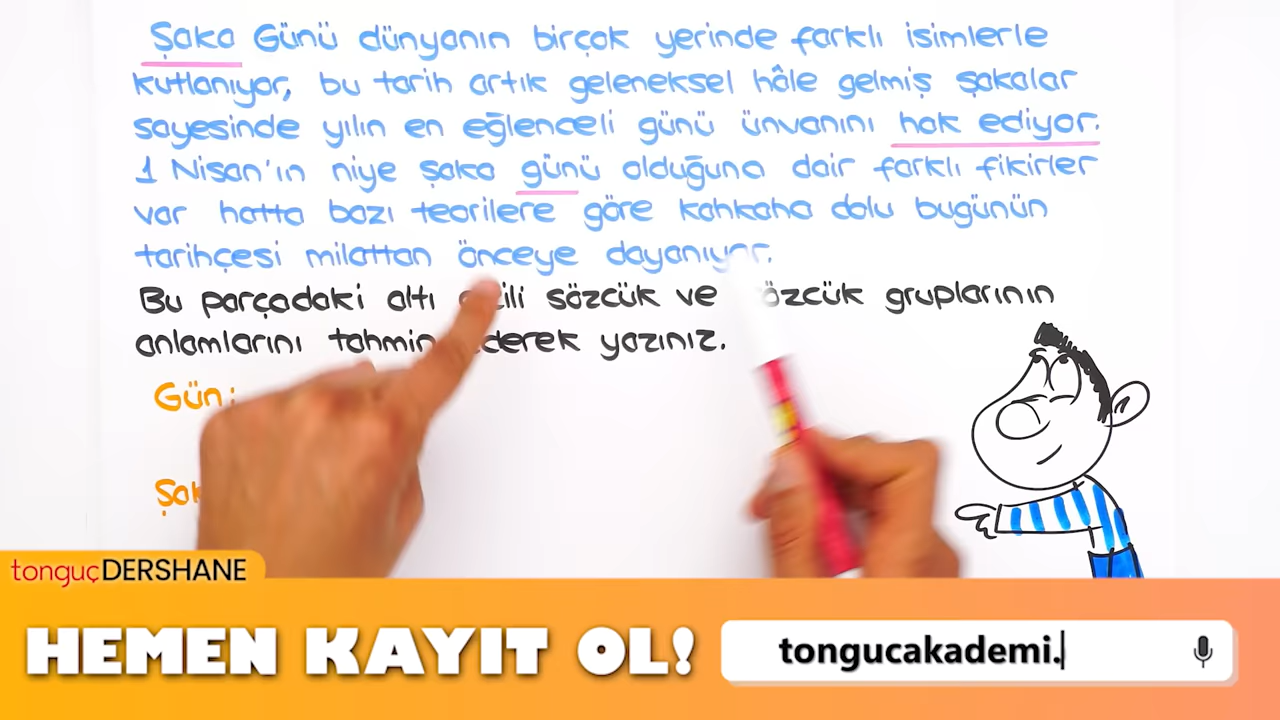 Şaka Günü dünyanın birçok yerinde farklı isimlerle
kutlanıyor, bu tarih artık geleneksel hâle gelmiş şakalar
sayesinde yılın en eğlenceli günü ünvanını hak ediyor.
1 Nisan'ın niye şaka günü olduğuna dair farklı fikirler
var hatta bazı teorilere göre kahkaha dolu bugünün
tarihçesi milattan önceye dayanıyor.
Bu parçadaki altı sözcük ve gruplarının
anlamlarını tahmin yazınız.
Gün:
tonguçDERSHANE
HEMEN KAYIT OL!
tongucakademi.